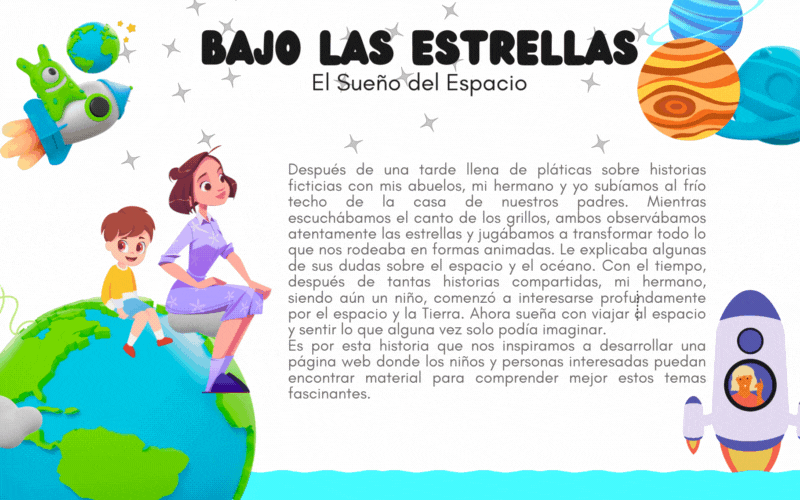 BAJO LAS ESTRELLAS
El Sueño del Espacio
Después de una tarde llena de pláticas sobre historias
ficticias con mis abuelos, mi hermano y yo subíamos al frío
techo de la casa de nuestros padres. Mientras
escuchábamos el canto de los grillos, ambos observábamos
atentamente las estrellas y jugábamos a transformar todo lo
que nos rodeaba en formas animadas. Le explicaba algunas
de sus dudas sobre el espacio y el océano. Con el tiempo,
después de tantas historias compartidas, mi hermano,
siendo aún un niño, comenzó a interesarse profundamente
por el espacio y la Tierra. Ahora sueña con viajar al espacio
y sentir lo que alguna vez solo podía imaginar.
Es por esta historia que nos inspiramos a desarrollar una
página web donde los niños y personas interesadas puedan
encontrar material para comprender mejor estos temas
fascinantes.